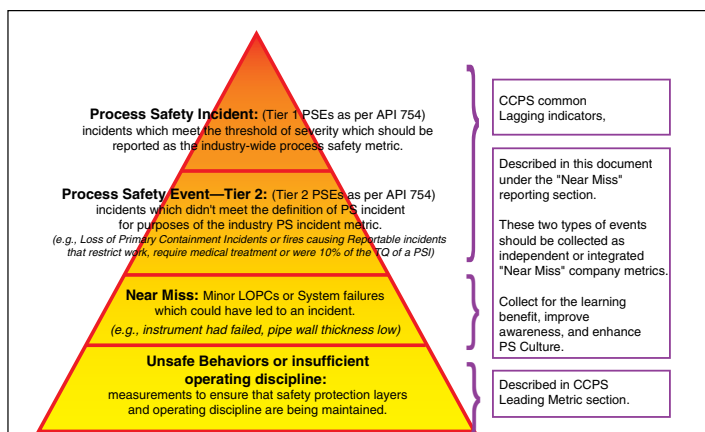 Process Safety Incident: (Tier 1 PSEs as per API 754)
incidents which meet the threshold of severity which should be
reported as the industry-wide process safety metric.
Process Safety Event—Tier 2: (Tier 2 PSEs as per API 754)
incidents which didn't meet the definition of PS incident
for purposes of the industry PS incident metric.
(e.g., Loss of Primary Containment Incidents or fires causing Reportable incidents
that restrict work, require medical treatment or were 10% of the TQ of a PSI)
Near Miss: Minor LOPCs or System failures
which could have led to an incident.
(e.g., instrument had failed, pipe wall thickness low)
Unsafe Behaviors or insufficient
operating discipline:
measurements to ensure that safety protection layers
and operating discipline are being maintained.
CCPS common
Lagging indicators,
Described in this document
under the "Near Miss"
reporting section.
These two types of events
should be collected as
independent or integrated
"Near Miss" company metrics.
Collect for the learning
benefit, improve
awareness, and enhance
PS Culture.
Described in CCPS
Leading Metric section.